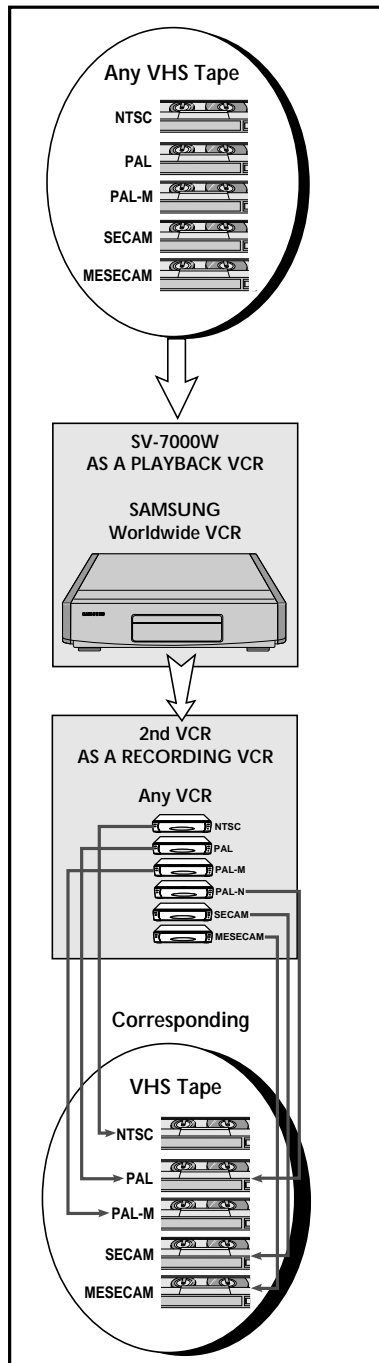 Any VHS Tape
NTSC
PAL
PAL-M
SECAM
MESECAM
SV-7000W
AS A PLAYBACK VCR
SAMSUNG
Worldwide VCR
SAMSUNG
2nd VCR
AS A RECORDING VCR
Any VCR
NTSC
PAL
PAL-M
PAL-N
SECAM
MESECAM
Corresponding
VHS Tape
NTSC
PAL
PAL-M
SECAM
MESECAM